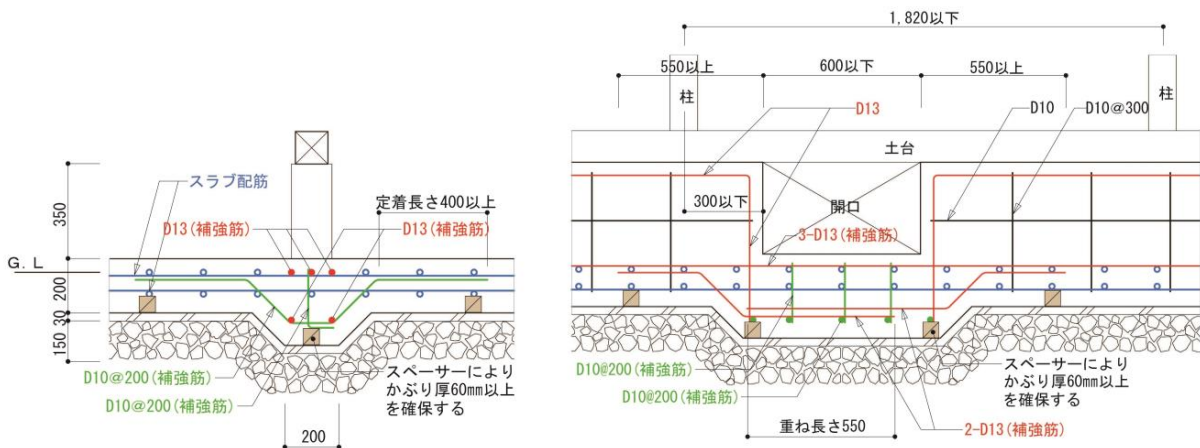 スラブ配筋
定着長さ400以上
D13(補強筋)
D13(補強筋)
350
G.L
200
30
150
D10@200(補強筋)
D10@200(補強筋)
スペーサーにより
かぶり厚60mm以上
を確保する
200
1,820以下
550以上
600以下
550以上
柱
柱
D13
D10
D10@300
土台
300以下
開口
3-D13(補強筋)
D10@200(補強筋)
D10@200(補強筋)
スペーサーにより
かぶり厚60mm以上
を確保する
重ね長さ550
2-D13(補強筋)